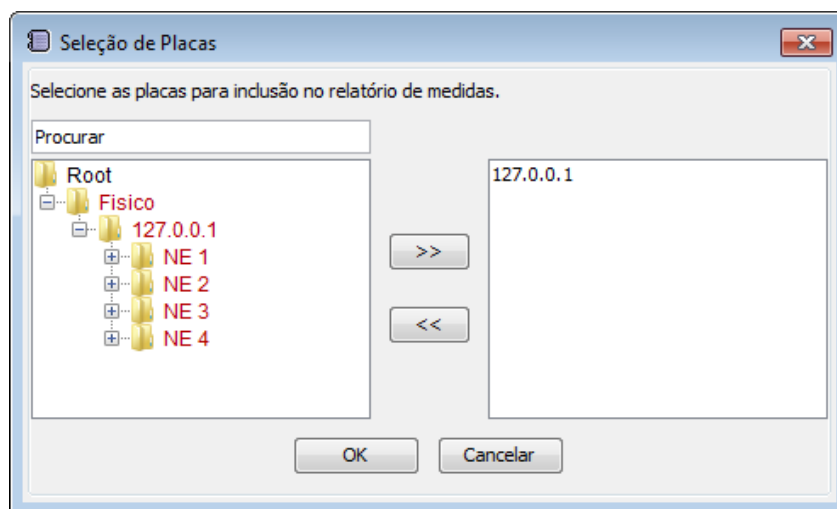 Seleção de Placas
Selecione as placas para inclusão no relatório de medidas.
Procurar
Root
Fisico
127.0.0.1
NE 1
NE 2
NE 3
NE 4
>>
<<
127.0.0.1
OK
Cancelar